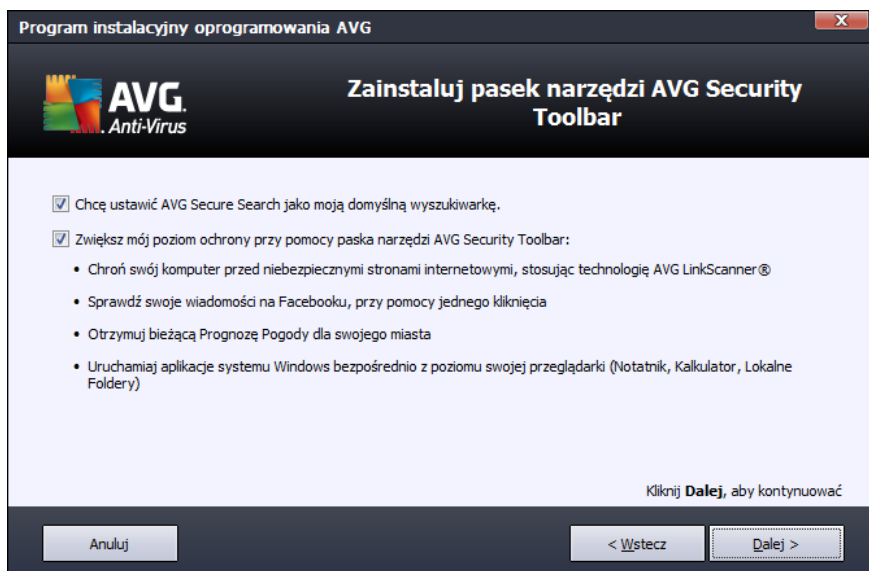 Program instalacyjny oprogramowania AVG
X
AVG.
Anti-Virus
Zainstaluj pasek narzędzi AVG Security
Toolbar
Chcę ustawić AVG Secure Search jako moją domyślną wyszukiwarkę.
Zwiększ mój poziom ochrony przy pomocy paska narzędzi AVG Security Toolbar:
• Chroń swój komputer przed niebezpiecznymi stronami internetowymi, stosując technologię AVG LinkScanner®
• Sprawdź swoje wiadomości na Facebooku, przy pomocy jednego kliknięcia
• Otrzymuj bieżącą Prognozę Pogody dla swojego miasta
• Uruchamiaj aplikacje systemu Windows bezpośrednio z poziomu swojej przeglądarki (Notatnik, Kalkulator, Lokalne
Foldery)
Kliknij Dalej, aby kontynuować
Anuluj
< Wstecz
Dalej >